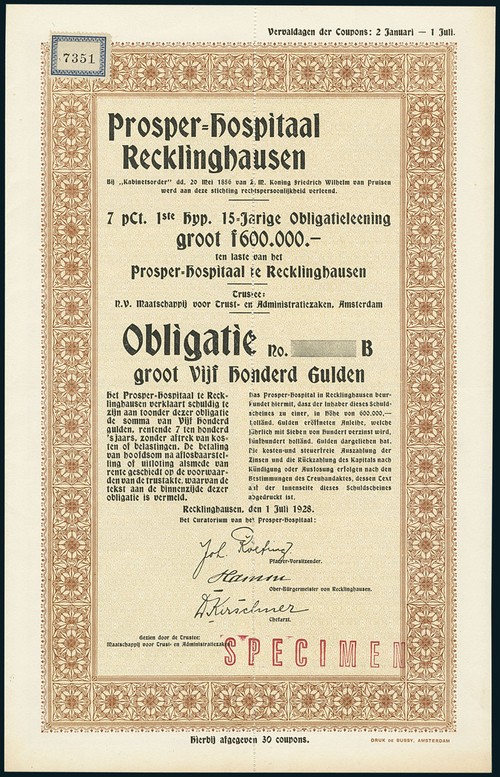 Vervaldagen der Coupons: 2 Januari — 1 Juli.
7351
Prosper-Hospitaal
Recklinghausen
Bij „Kabinetsorder” dd. 20 Mei 1856 van Z. M. Koning Friedrich Wilhelm van Pruisen
werd aan deze stichting rechtspersoonlijkheid verleend.
7 pCt. 1ste Hyp. 15-Jarige Obligatieleening
groot f 600.000.–
ten laste van het
Prosper-Hospitaal te Recklinghausen
Trustee:
N.V. Maatschappij voor Trust- en Administratiezaken, Amsterdam
Obligatie No. B
groot Vijf Honderd Gulden
Het Prosper-Hospitaal te Reck-
linghausen verklaart schuldig te
zijn aan toonder dezer obligatie
de somma van Vijf honderd
gulden, rentende 7 ten honderd
'sjaars, zonder aftrek van kos-
ten of belastingen. De betaling
van hoofdsom na aflosbaarstel-
ling of uitloting alsmede van
rente geschiedt op de voorwaar-
den van de trustakte, waarvan de
tekst aan de binnenzijde dezer
obligatie is vermeld.
Das Prosper-Hospital in Recklinghausen beur-
kundet hiermit, dass der Inhaber dieses Schuld-
scheines zu einer, in Höhe von 600.000,—
Holländ. Gulden eröffneten Anleihe, welche
jährlich mit Sieben von Hundert verzinst wird,
fünfhundert holländ. Gulden dargeliehen hat.
Die kosten-und steuerfreie Auszahlung der
Zinsen und die Rückzahlung des Kapitals nach
Kündigung oder Auslosung erfolgen nach den
Bestimmungen des Treuhandaktes, dessen Text
auf der Innenseite dieses Schuldscheines
abgedruckt ist.
Recklinghausen, den 1 Juli 1928.
Het Curatorium van het Prosper-Hospitaal:
Joh.
Pfarrer-Vorsitzender.
Hamm
Ober-Bürgermeister von Recklinghausen.
Kirschner
Chefarzt.
Gezien door de Trustee:
Maatschappij voor Trust- en Administratiezaken
SPECIMEN
Hierbij afgegeven 30 coupons.
DRUK DE BUSSY, AMSTERDAM